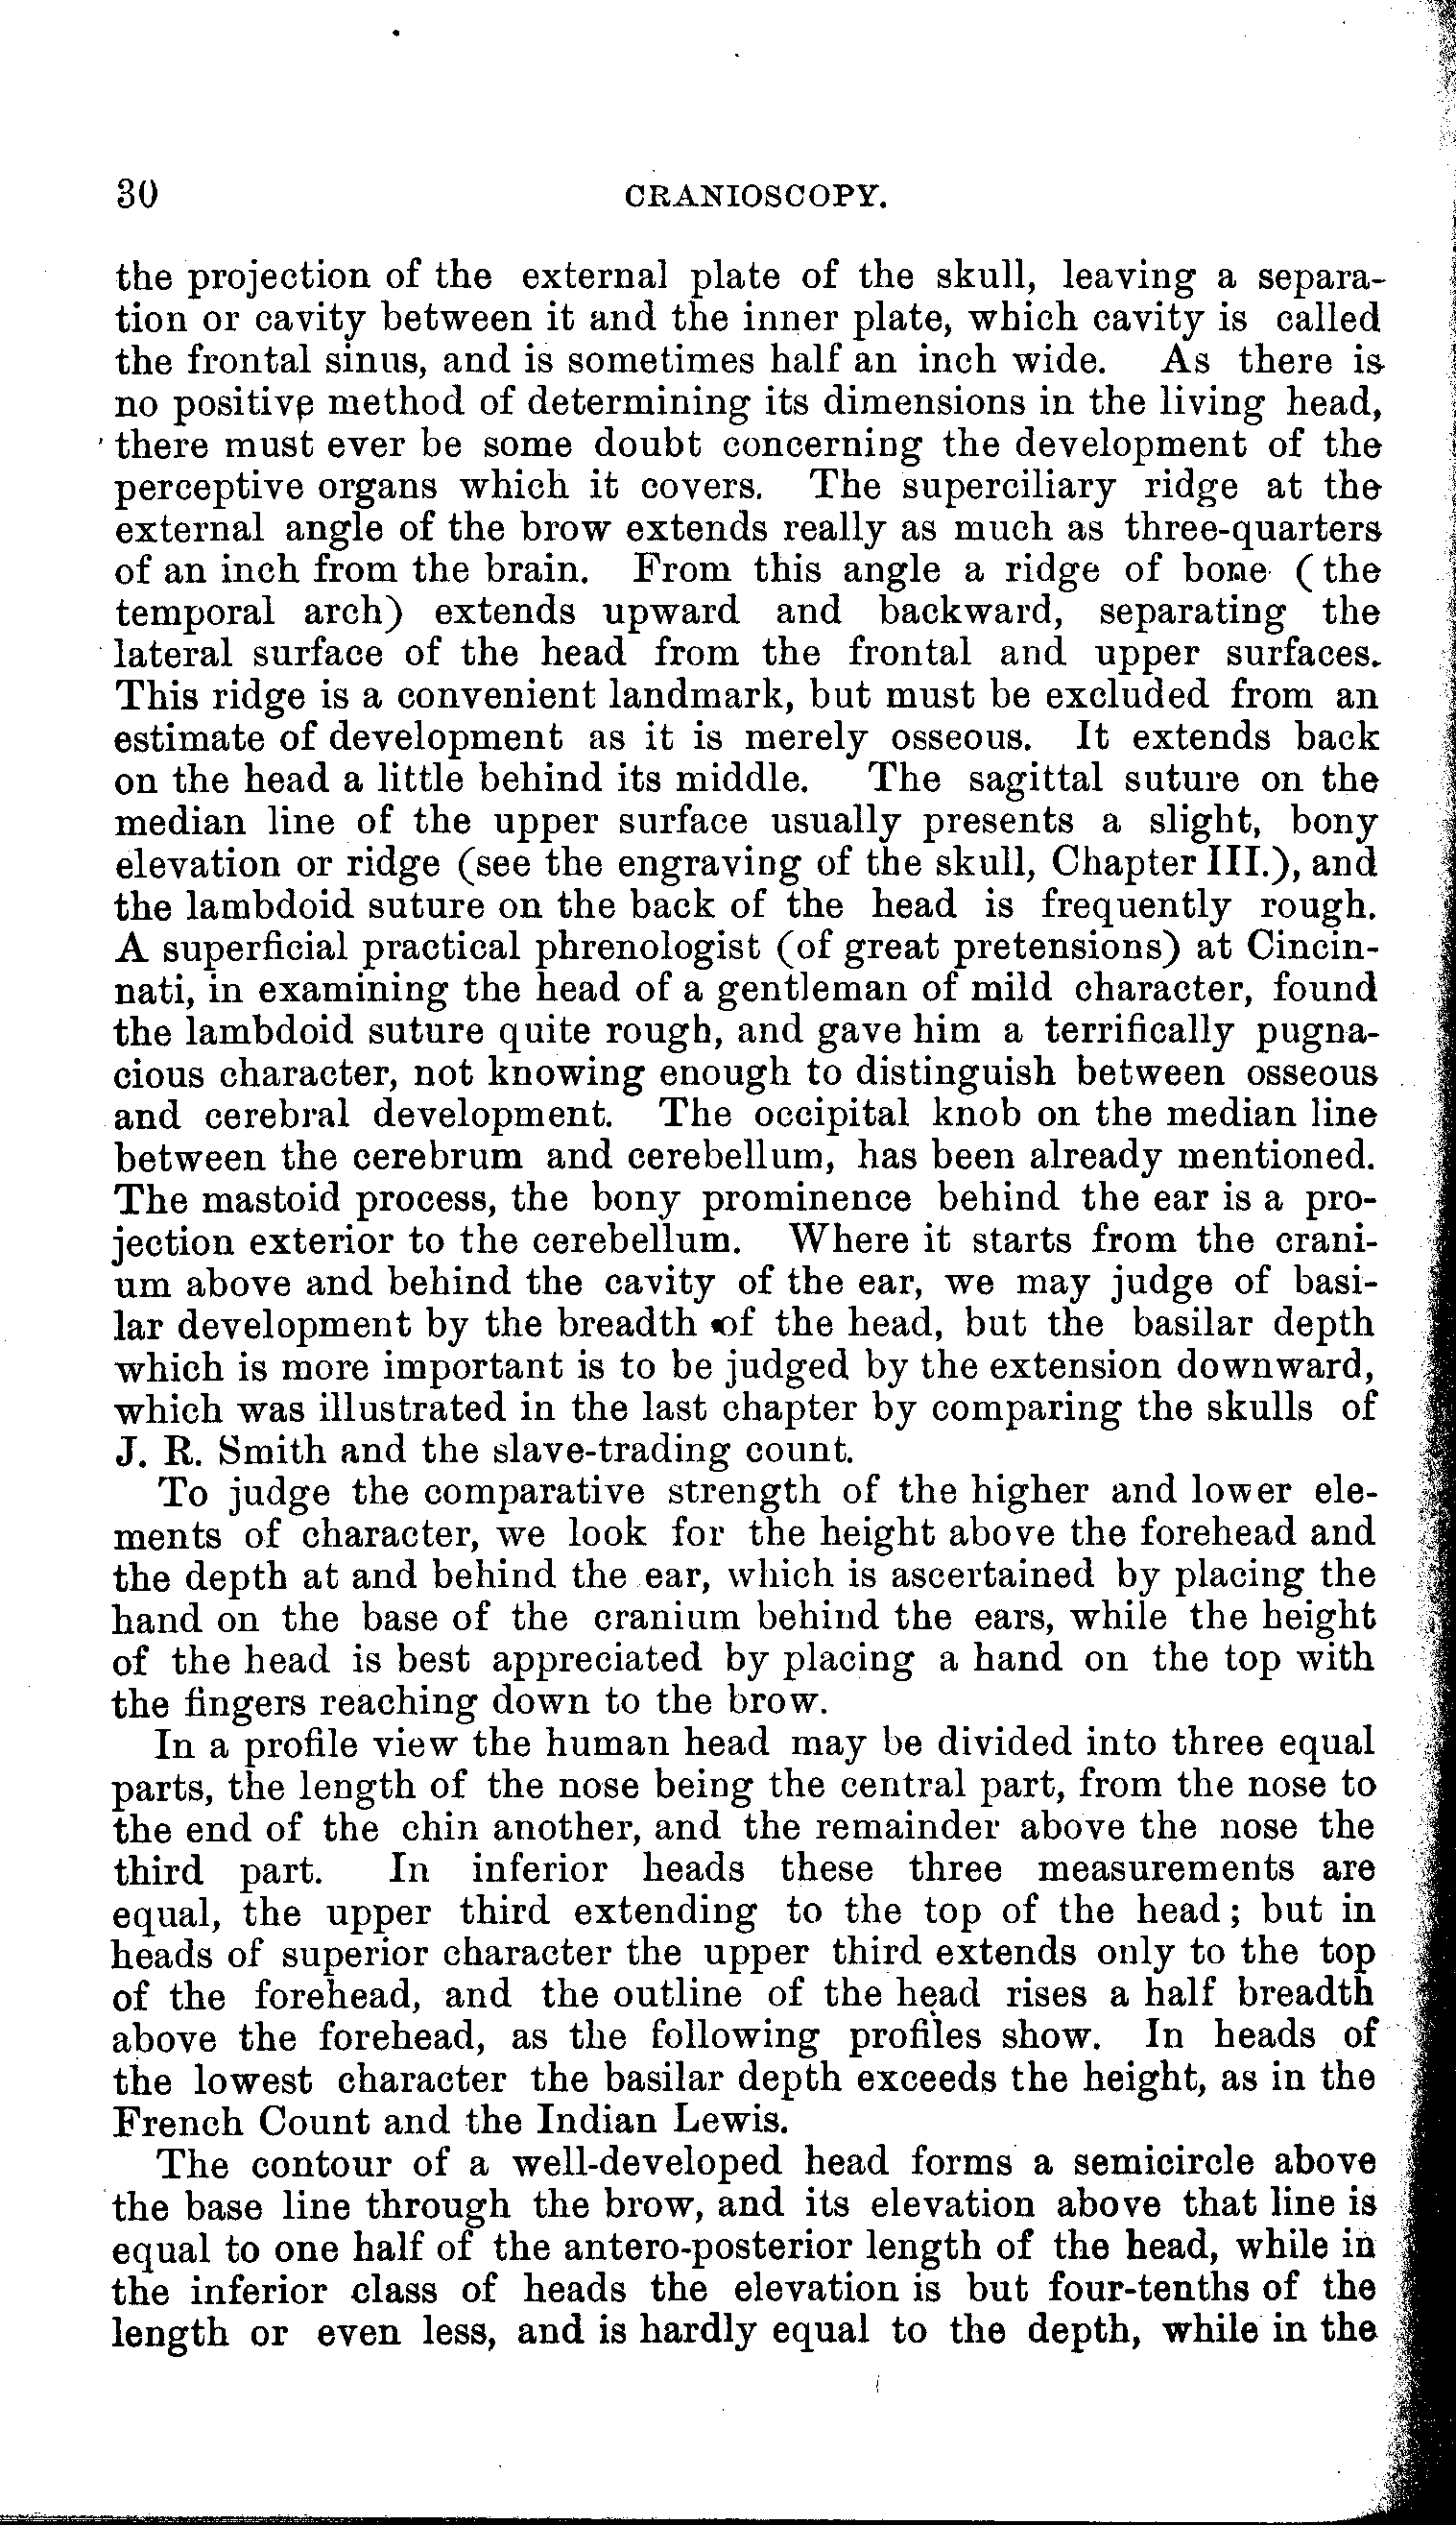 30 CRANIOSCOPY.
the projection of the external plate of the skull, leaving a separa-
tion or cavity between it and the inner plate, which cavity is called
the frontal sinus, and is sometimes half an inch wide. As there is
no positive method of determining its dimensions in the living head,
there must ever be some doubt concerning the development of the
perceptive organs which it covers. The superciliary ridge at the
external angle of the brow extends really as much as three-quarters
of an inch from the brain. From this angle a ridge of bone (the
temporal arch) extends upward and backward, separating the
lateral surface of the head from the frontal and upper surfaces.
This ridge is a convenient landmark, but must be excluded from an
estimate of development as it is merely osseous. It extends back
on the head a little behind its middle. The sagittal suture on the
median line of the upper surface usually presents a slight, bony
elevation or ridge (see the engraving of the skull, Chapter III.), and
the lambdoid suture on the back of the head is frequently rough.
A superficial practical phrenologist (of great pretensions) at Cincin-
nati, in examining the head of a gentleman of mild character, found
the lambdoid suture quite rough, and gave him a terrifically pugna-
cious character, not knowing enough to distinguish between osseous
and cerebral development. The occipital knob on the median line
between the cerebrum and cerebellum, has been already mentioned.
The mastoid process, the bony prominence behind the ear is a pro-
jection exterior to the cerebellum. Where it starts from the crani-
um above and behind the cavity of the ear, we may judge of basi-
lar development by the breadth of the head, but the basilar depth
which is more important is to be judged by the extension downward,
which was illustrated in the last chapter by comparing the skulls of
J. R. Smith and the slave-trading count.
To judge the comparative strength of the higher and lower ele-
ments of character, we look for the height above the forehead and
the depth at and behind the ear, which is ascertained by placing the
hand on the base of the cranium behind the ears, while the height
of the head is best appreciated by placing a hand on the top with
the fingers reaching down to the brow.
In a profile view the human head may be divided into three equal
parts, the length of the nose being the central part, from the nose to
the end of the chin another, and the remainder above the nose the
third part. In inferior heads these three measurements are
equal, the upper third extending to the top of the head; but in
heads of superior character the upper third extends only to the top
of the forehead, and the outline of the head rises a half breadth
above the forehead, as the following profiles show. In heads of
the lowest character the basilar depth exceeds the height, as in the
French Count and the Indian Lewis.
The contour of a well-developed head forms a semicircle above
the base line through the brow, and its elevation above that line is
equal to one half of the antero-posterior length of the head, while in
the inferior class of heads the elevation is but four-tenths of the
length or even less, and is hardly equal to the depth, while in the